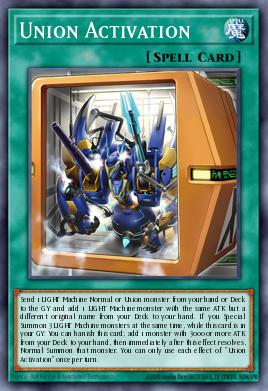 UNION ACTIVATION
魔
[SPELL CARD]
Send 1 LIGHT Machine Normal or Union monster from your hand or Deck
to the GY and add 1 LIGHT Machine monster with the same ATK but a
different original name from your Deck to your hand. If you Special
Summon 3 LIGHT Machine monsters at the same time, while this card is in
your GY: You can banish this card; add 1 monster with 3000 or more ATK
from your Deck to your hand, then immediately after this effect resolves,
Normal Summon that monster. You can only use each effect of "Union
Activation" once per turn.